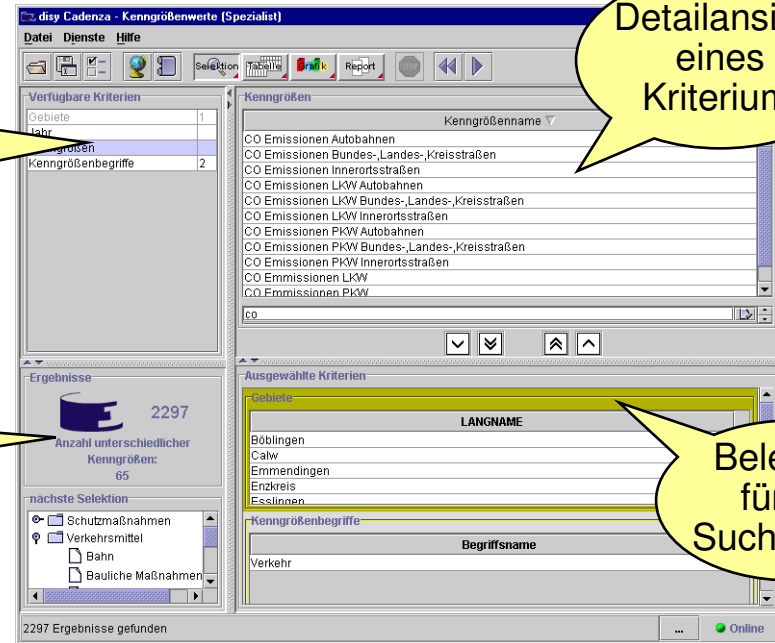 disy Cadenza - Kenngrößenwerte (Spezialist)
Datei Dienste Hilfe
Selektion Tabelle Grafik Report STOP
Detailansi
eines
Kriterium
Verfügbare Kriterien
Gebiete 1
Jahr
Kenngrößenbegriffe 2
Kenngrößen
Kenngrößenname
CO Emissionen Autobahnen
CO Emissionen Bundes-,Landes-,Kreisstraßen
CO Emissionen Innerortsstraßen
CO Emissionen LKW Autobahnen
CO Emissionen LKW Bundes-,Landes-,Kreisstraßen
CO Emissionen LKW Innerortsstraßen
CO Emissionen PKW Autobahnen
CO Emissionen PKW Bundes-,Landes-,Kreisstraßen
CO Emissionen PKW Innerortsstraßen
CO Emmissionen LKW
CO Emmissionen PKW
co
Ergebnisse
2297
Anzahl unterschiedlicher
Kenngrößen:
65
nächste Selektion
Schutzmaßnahmen
Verkehrsmittel
Bahn
Bauliche Maßnahmen
Ausgewählte Kriterien
Gebiete
LANGNAME
Böblingen
Calw
Emmendingen
Enzkreis
Esslingen
Kenngrößenbegriffe
Begriffsname
Verkehr
Bele
für
Such
2297 Ergebnisse gefunden
... Online